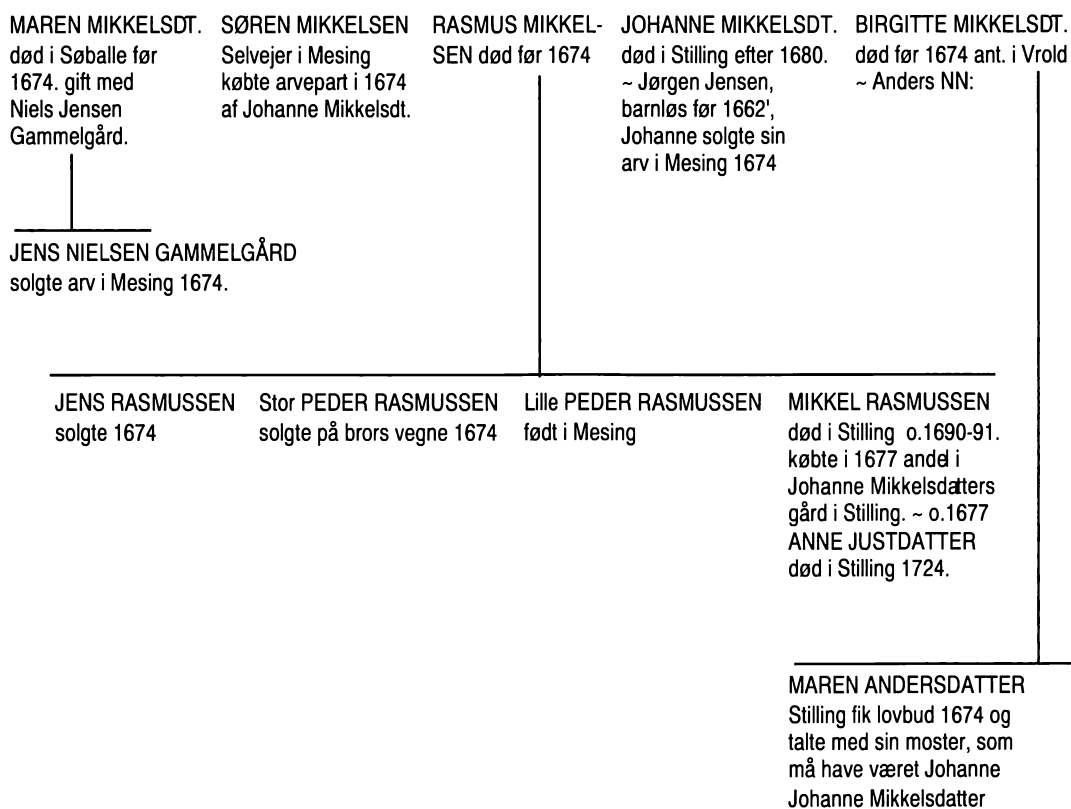 MAREN MIKKELSDT.
død i Søballe før
1674. gift med
Niels Jensen
Gammelgård.
SØREN MIKKELSEN
Selvejer i Mesing
købte arvepart i 1674
af Johanne Mikkelsdt.
RASMUS MIKKEL-
SEN død før 1674
JOHANNE MIKKELSDT.
død i Stilling efter 1680.
~ Jørgen Jensen,
barnløs før 1662',
Johanne solgte sin
arv i Mesing 1674
BIRGITTE MIKKELSDT.
død før 1674 ant. i Vrold
~ Anders NN:
JENS NIELSEN GAMMELGÅRD
solgte arv i Mesing 1674.
JENS RASMUSSEN
solgte 1674
Stor PEDER RASMUSSEN
solgte på brors vegne 1674
Lille PEDER RASMUSSEN
født i Mesing
MIKKEL RASMUSSEN
død i Stilling o.1690-91.
købte i 1677 andel i
Johanne Mikkelsdatters
gård i Stilling. ~ o.1677
ANNE JUSTDATTER
død i Stilling 1724.
MAREN ANDERSDATTER
Stilling fik lovbud 1674 og
talte med sin moster, som
må have været Johanne
Johanne Mikkelsdatter